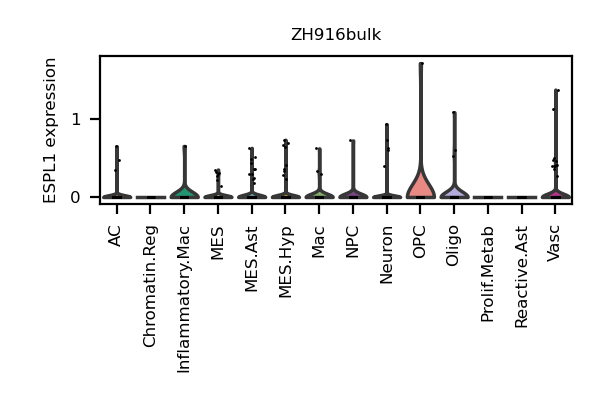 ZH916bulk
ESPL1 expression
1
0
AC
Chromatin.Reg
Inflammatory.Mac
MES
MES.Ast
MES.Hyp
Mac
NPC
Neuron
OPC
Oligo
Prolif.Metab
Reactive.Ast
Vasc